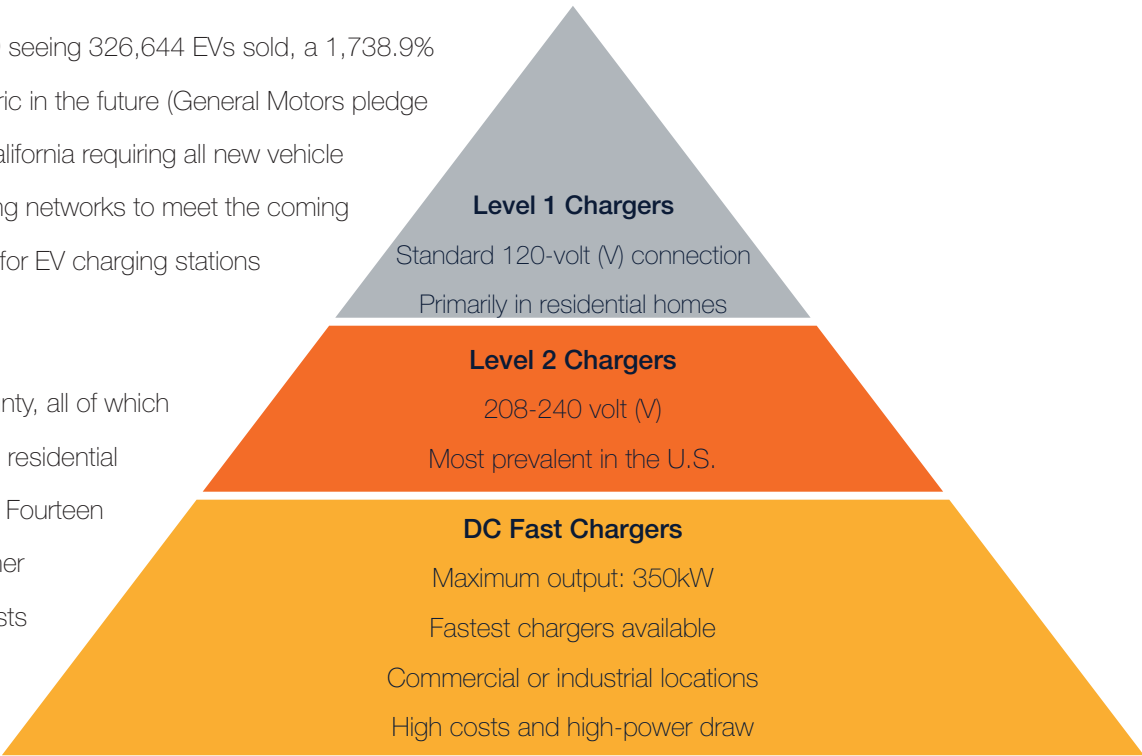 seeing 326,644 EVs sold, a 1,738.9%
ric in the future (General Motors pledge
alifornia requiring all new vehicle
ng networks to meet the coming
for EV charging stations
nty, all of which
residential
Fourteen
her
sts
Level 1 Chargers
Standard 120-volt (V) connection
Primarily in residential homes
Level 2 Chargers
208-240 volt (V)
Most prevalent in the U.S.
DC Fast Chargers
Maximum output: 350kW
Fastest chargers available
Commercial or industrial locations
High costs and high-power draw